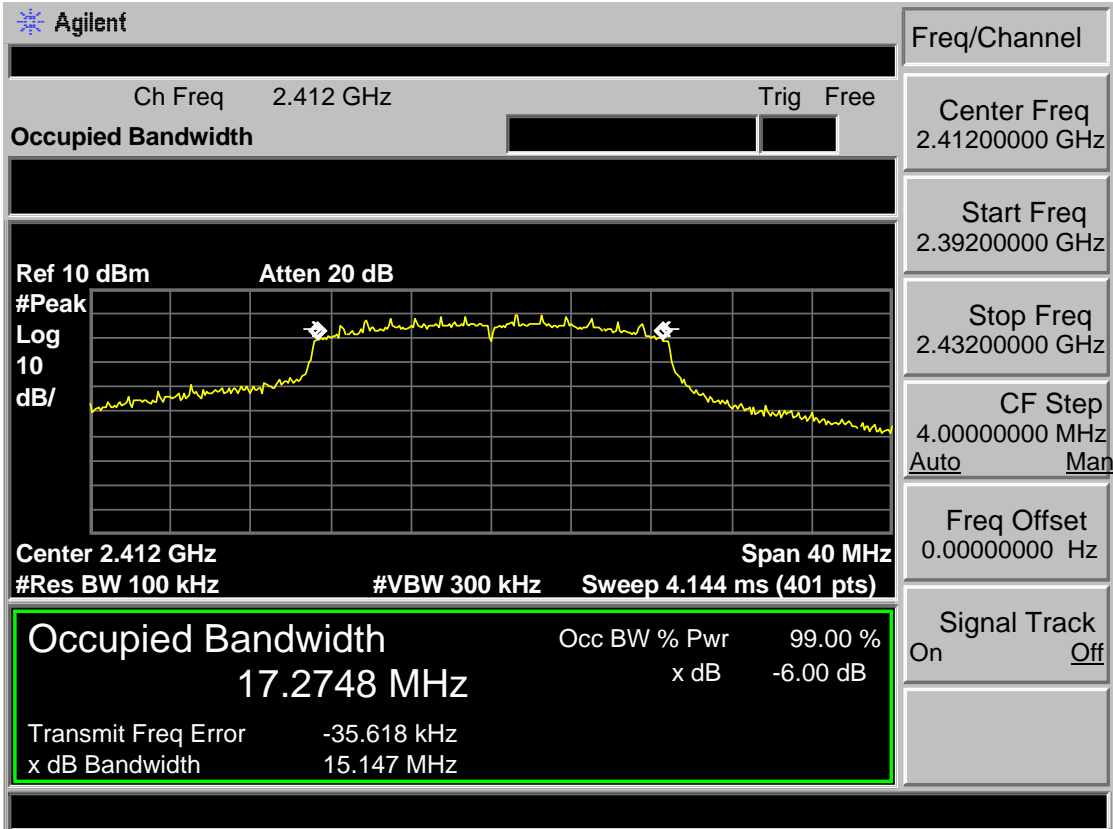 Agilent
Ch Freq 2.412 GHz Trig Free
Occupied Bandwidth
Ref 10 dBm Atten 20 dB
#Peak
Log
10
dB/
Center 2.412 GHz Span 40 MHz
#Res BW 100 kHz #VBW 300 kHz Sweep 4.144 ms (401 pts)
Occupied Bandwidth
17.2748 MHz
Occ BW % Pwr 99.00 %
x dB -6.00 dB
Transmit Freq Error -35.618 kHz
x dB Bandwidth 15.147 MHz
Freq/Channel
Center Freq
2.41200000 GHz
Start Freq
2.39200000 GHz
Stop Freq
2.43200000 GHz
CF Step
4.00000000 MHz
Auto Man
Freq Offset
0.00000000 Hz
Signal Track
On Off